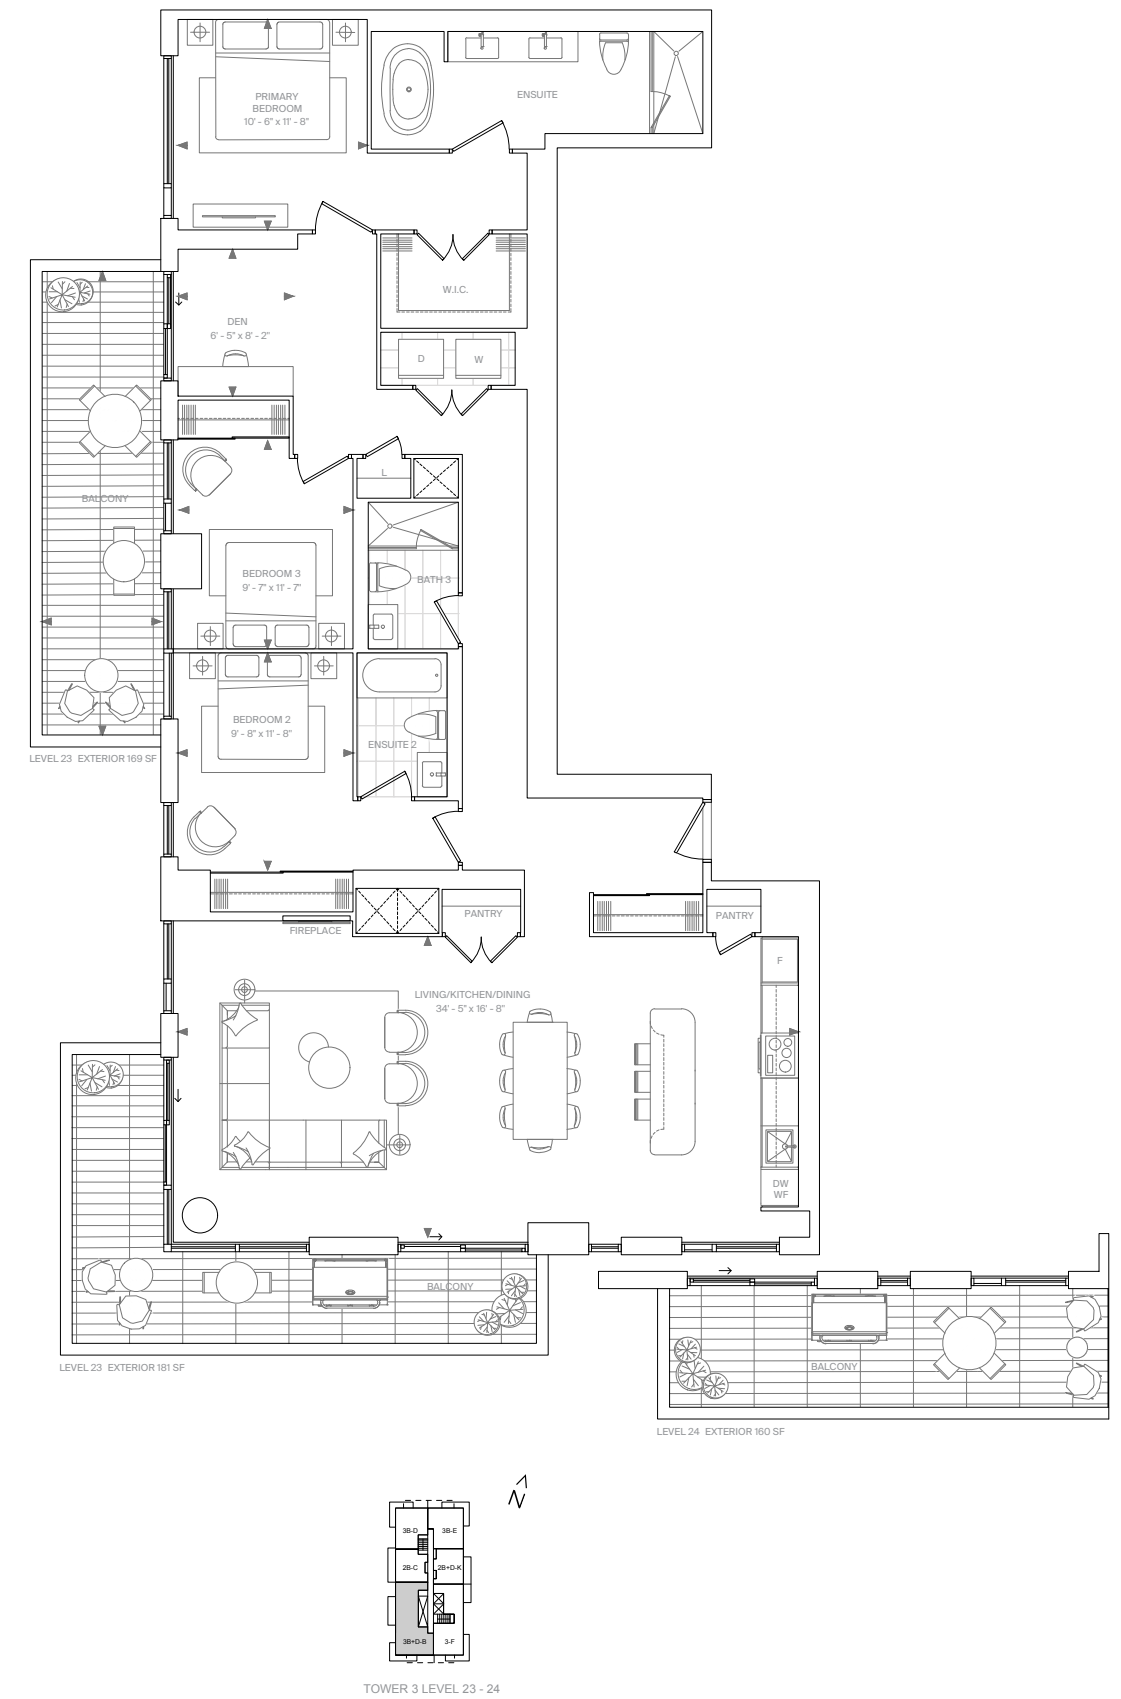 PRIMARY
BEDROOM
10' - 6" x 11' - 8"
ENSUITE
W.I.C.
DEN
6' - 5" x 8' - 2"
D
W
L
BALCONY
BEDROOM 3
9' - 7" x 11' - 7"
BATH 3
BEDROOM 2
9' - 8" x 11' - 8"
ENSUITE 2
LEVEL 23 EXTERIOR 169 SF
PANTRY
PANTRY
FIREPLACE
F
LIVING/KITCHEN/DINING
34' - 5" x 16' - 8"
DW
WF
BALCONY
LEVEL 23 EXTERIOR 181 SF
BALCONY
LEVEL 24 EXTERIOR 160 SF
N
3B-D
3B-E
2B-C
2B+D-K
3B+D-B
3-F
TOWER 3 LEVEL 23 - 24